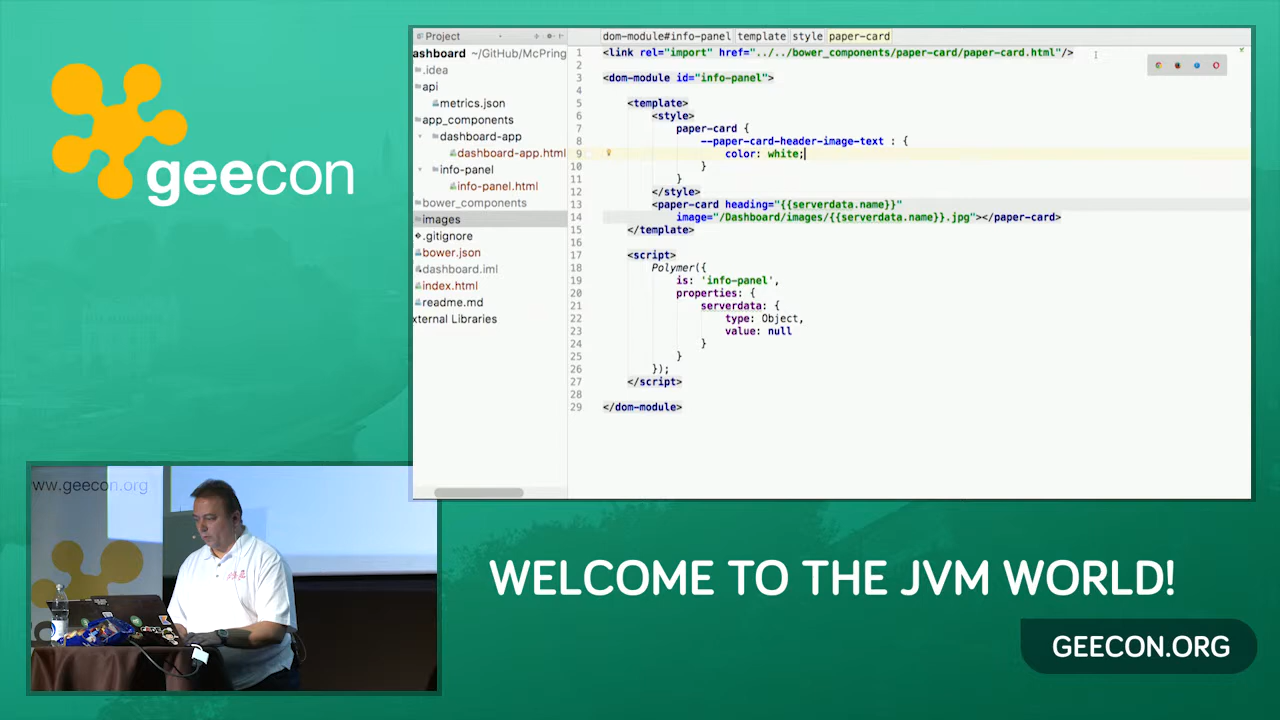 geecon
Project
ashboard ~/GitHub/McPring
.idea
api
metrics.json
app_components
dashboard-app
dashboard-app.html
info-panel
info-panel.html
bower_components
images
.gitignore
bower.json
dashboard.iml
index.html
readme.md
xternal Libraries
dom-module#info-panel template style paper-card
1 <link rel="import" href="../../bower_components/paper-card/paper-card.html"/>
2
3 <dom-module id="info-panel">
4
5 <template>
6 <style>
7 paper-card {
8 --paper-card-header-image-text : {
9 color: white;
10 }
11 }
12 </style>
13 <paper-card heading="{{serverdata.name}}"
14 image="/Dashboard/images/{{serverdata.name}}.jpg"></paper-card>
15 </template>
16
17 <script>
18 Polymer({
19 is: 'info-panel',
20 properties: {
21 serverdata: {
22 type: Object,
23 value: null
24 }
25 }
26 });
27 </script>
28
29 </dom-module>
ww.geecon.org
WELCOME TO THE JVM WORLD!
GEECON.ORG